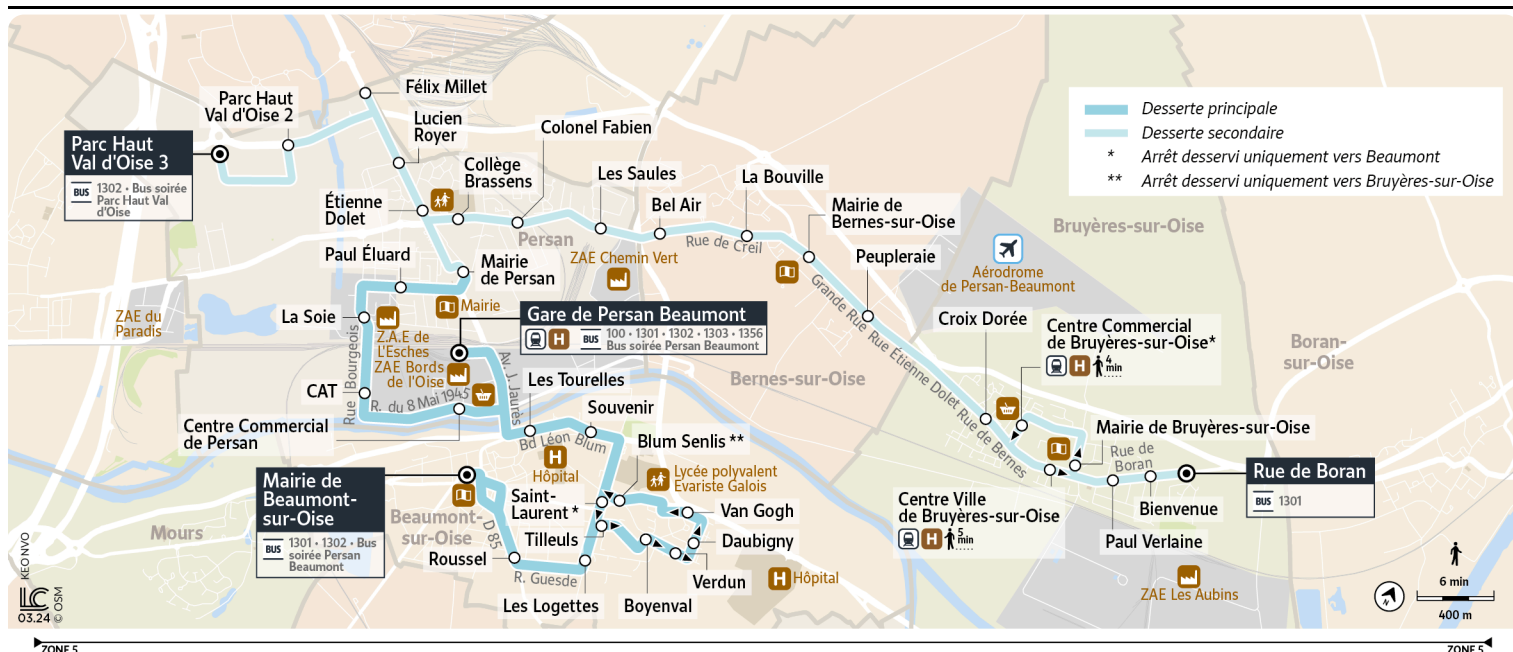 Félix Millet
Parc Haut
Val d'Oise 2
Lucien
Royer
Colonel Fabien
Parc Haut
Val d'Oise 3
BUS
1302 • Bus soirée
Parc Haut Val
d'Oise
Collège
Brassens
Les Saules
La Bouville
Étienne
Dolet
Bel Air
Mairie de
Bernes-sur-Oise
Persan
Rue de Creil
Paul Éluard
Mairie
de Persan
ZAE Chemin Vert
Peupleraie
Desserte principale
Desserte secondaire
* Arrêt desservi uniquement vers Beaumont
** Arrêt desservi uniquement vers Bruyères-sur-Oise
Bruyères-sur-Oise
Aérodrome
de Persan-Beaumont
Grande Rue
Rue Étienne Dolet
Rue de Bernes
ZAE du
Paradis
La Soie
Mairie
Gare de Persan Beaumont
H
BUS
100 • 1301 • 1302 • 1303 • 1356
Bus soirée Persan Beaumont
Z.A.E de
L'Esches
ZAE Bords
de l'Oise
Rue Bourgeois
Av. J. Jaurès
R. du 8 Mai 1945
CAT
Les Tourelles
Bernes-sur-Oise
Croix Dorée
Centre Commercial
de Bruyères-sur-Oise*
H
4
min
Boran-
sur-Oise
Centre Commercial
de Persan
Souvenir
Bd Léon Blum
Blum Senlis **
H
Hôpital
Mairie de Bruyères-sur-Oise
Rue de
Boran
Mairie de
Beaumont-
sur-Oise
BUS
1301 • 1302 • Bus
soirée Persan
Beaumont
Lycée polyvalent
Evariste Galois
Rue de Boran
BUS
1301
Saint-
Laurent *
Van Gogh
Centre Ville
de Bruyères-sur-Oise
H
5
min
Bienvenue
Beaumont-
sur-Oise
D 85
Tilleuls
Daubigny
Paul Verlaine
Mours
Roussel
R. Guesde
Verdun
H
Hôpital
Les Logettes
Boyenval
ZAE Les Aubins
N
6 min
400 m
KEO NVO
LC
03.24
© OSM
ZONE 5
ZONE 5